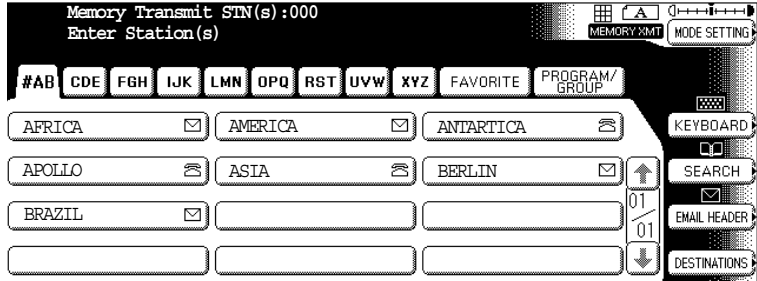 Memory Transmit STN(s):000
Enter Station(s)
A
MEMORY XMT
MODE SETTING
#AB CDE FGH IJK LMN OPQ RST UVW XYZ FAVORITE PROGRAM/
GROUP
AFRICA AMERICA ANTARTICA KEYBOARD
APOLLO ASIA BERLIN SEARCH
BRAZIL 01 EMAIL HEADER
01
DESTINATIONS